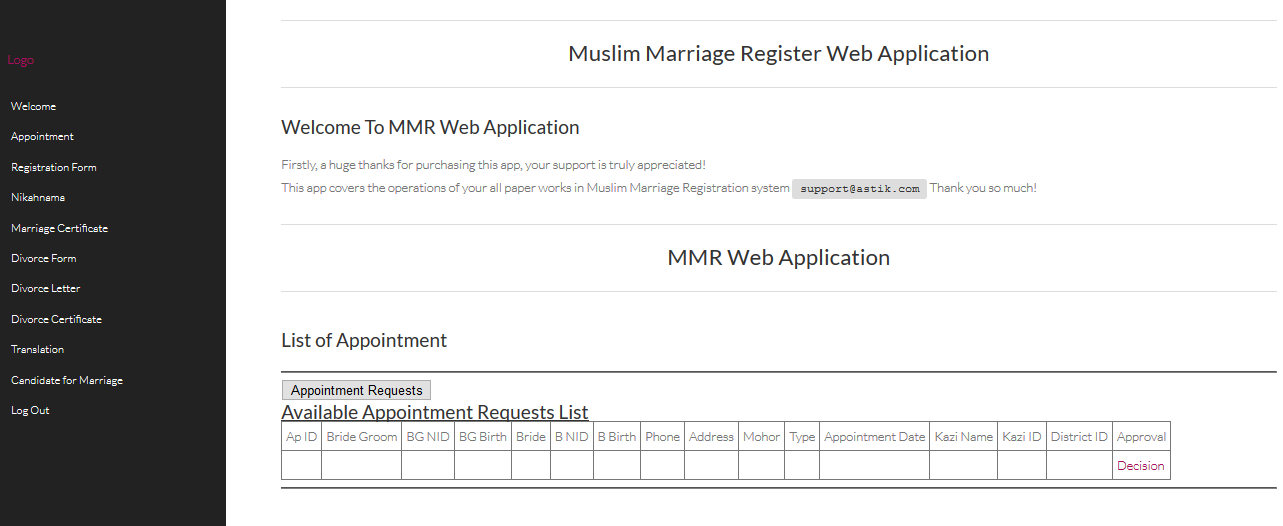 Logo
Welcome
Appointment
Registration Form
Nikahnama
Marriage Certificate
Divorce Form
Divorce Letter
Divorce Certificate
Translation
Candidate for Marriage
Log Out
Muslim Marriage Register Web Application
Welcome To MMR Web Application
Firstly, a huge thanks for purchasing this app, your support is truly appreciated!
This app covers the operations of your all paper works in Muslim Marriage Registration system support@astik.com Thank you so much!
MMR Web Application
List of Appointment
Appointment Requests
Available Appointment Requests List
Ap ID Bride Groom BG NID BG Birth Bride B NID B Birth Phone Address Mohor Type Appointment Date Kazi Name Kazi ID District ID Approval
Decision